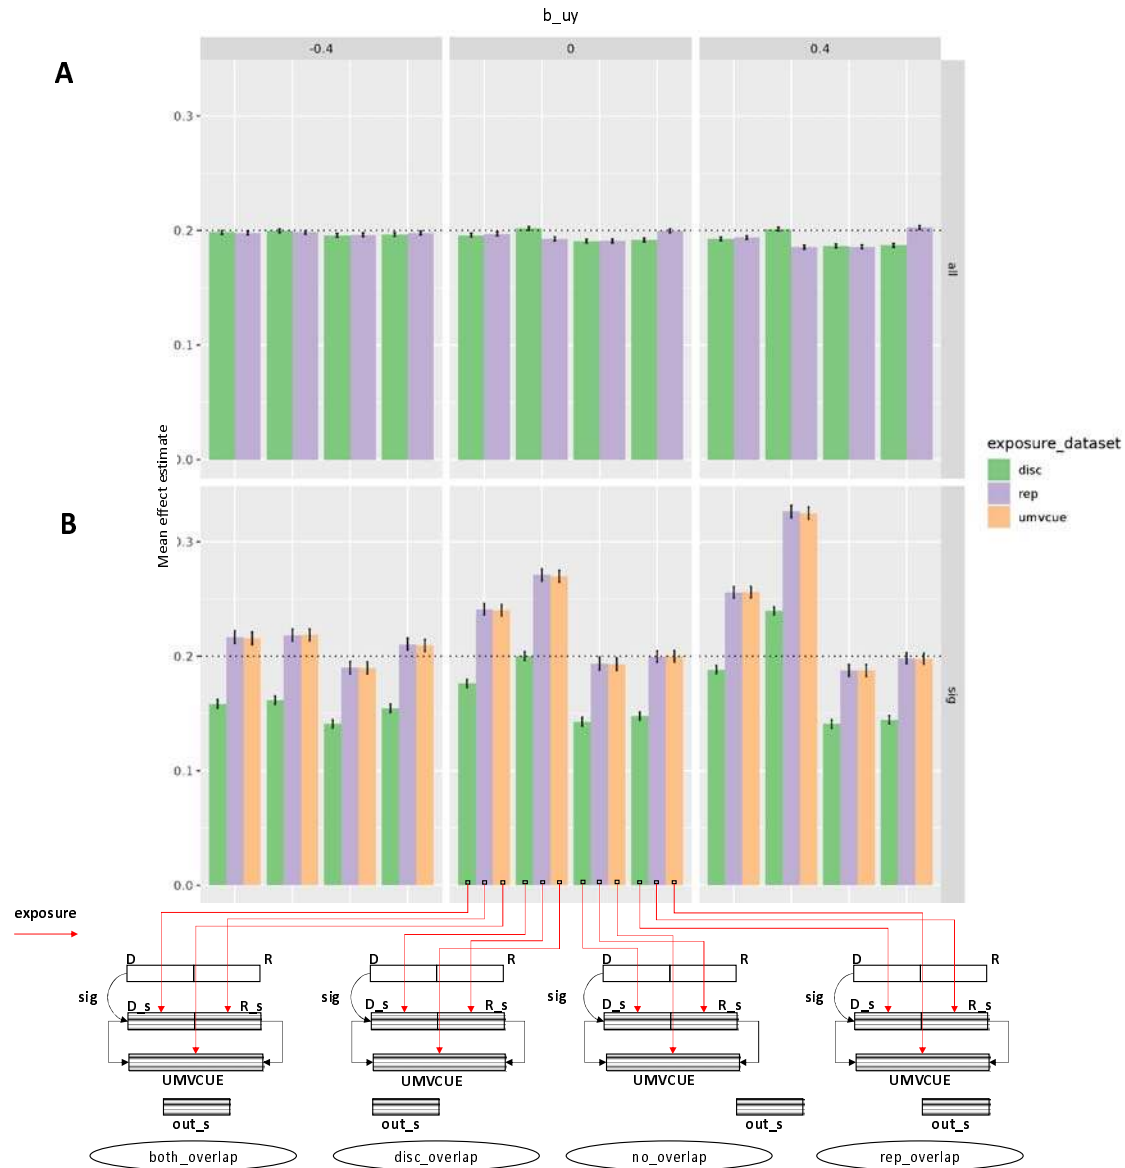 b_uy
-0.4 0 0.4
A
0.3
0.2
0.1
0.0
all
Mean effect estimate
exposure_dataset
disc
rep
umvcue
B
0.3
0.2
0.1
0.0
sig
exposure
D R D R D R D R
sig sig sig sig
D_s R_s D_s R_s D_s R_s D_s R_s
UMVCUE UMVCUE UMVCUE UMVCUE
out_s out_s out_s out_s
both_overlap disc_overlap no_overlap rep_overlap